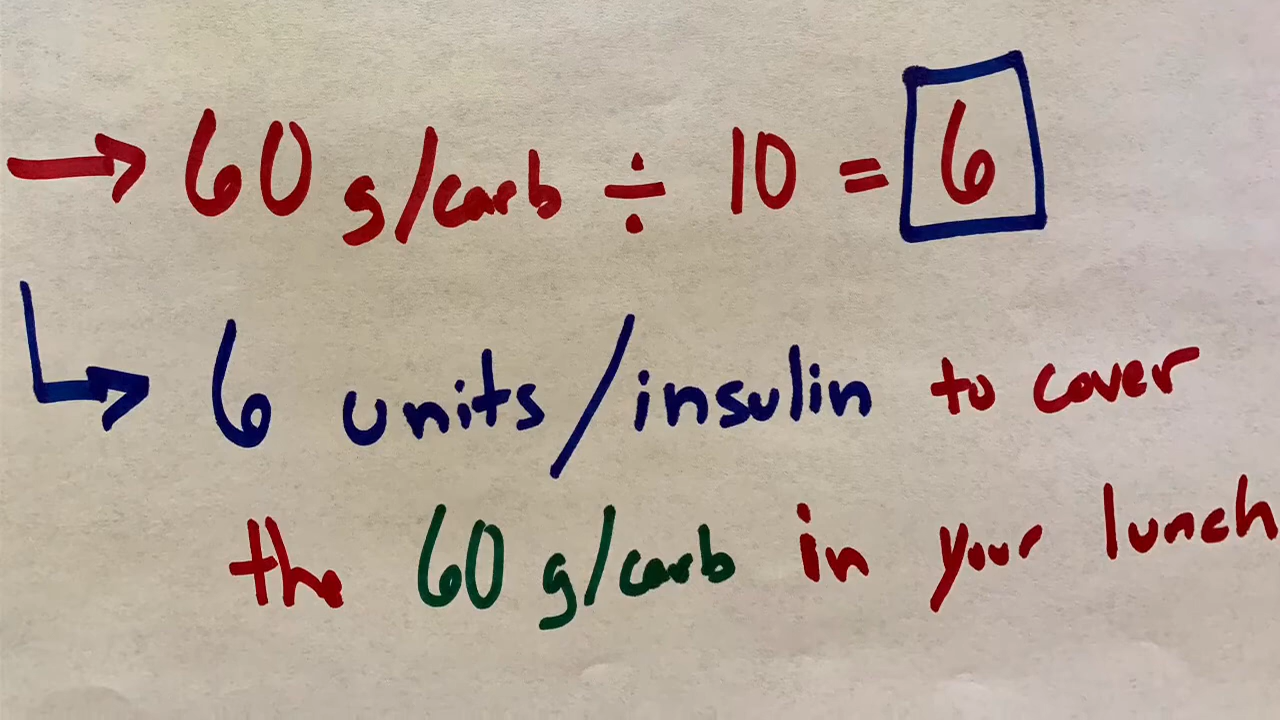 → 60 g/carb ÷ 10 = 6
↳ 6 units/insulin to cover
the 60 g/carb in your lunch